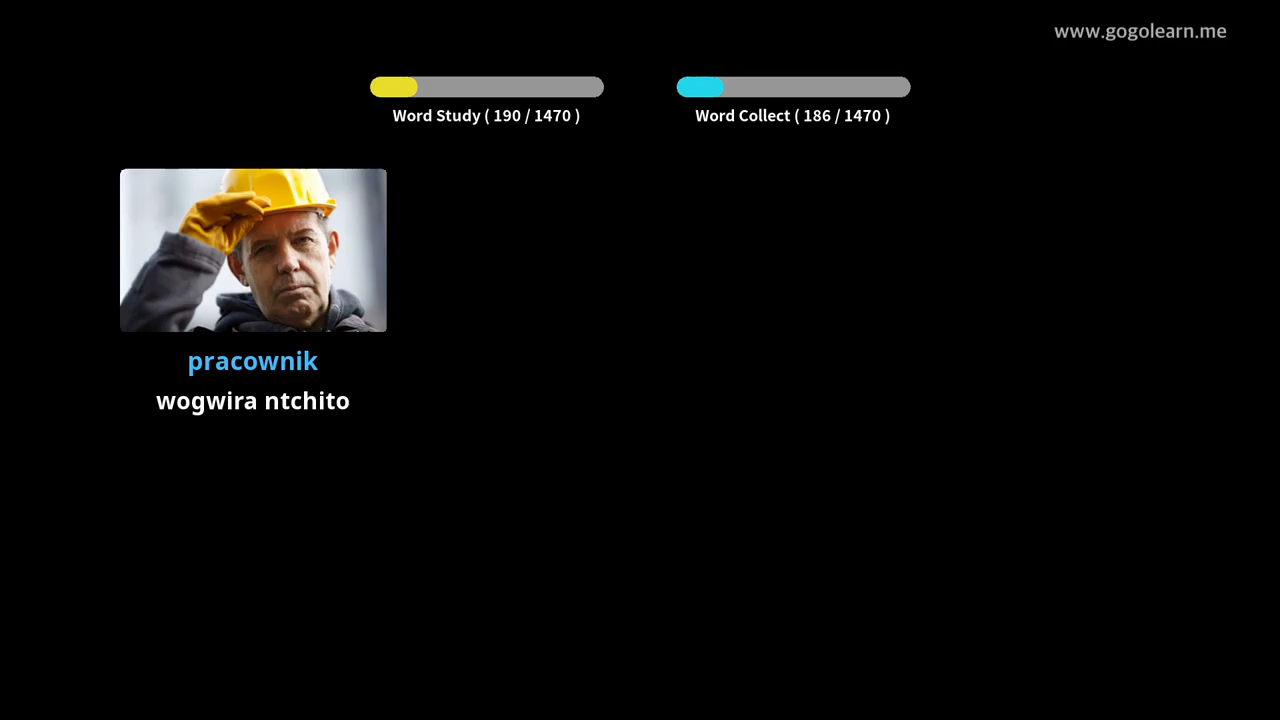 www.gogolearn.me
Word Study ( 190 / 1470 )
Word Collect ( 186 / 1470 )
pracownik
wogwira ntchito